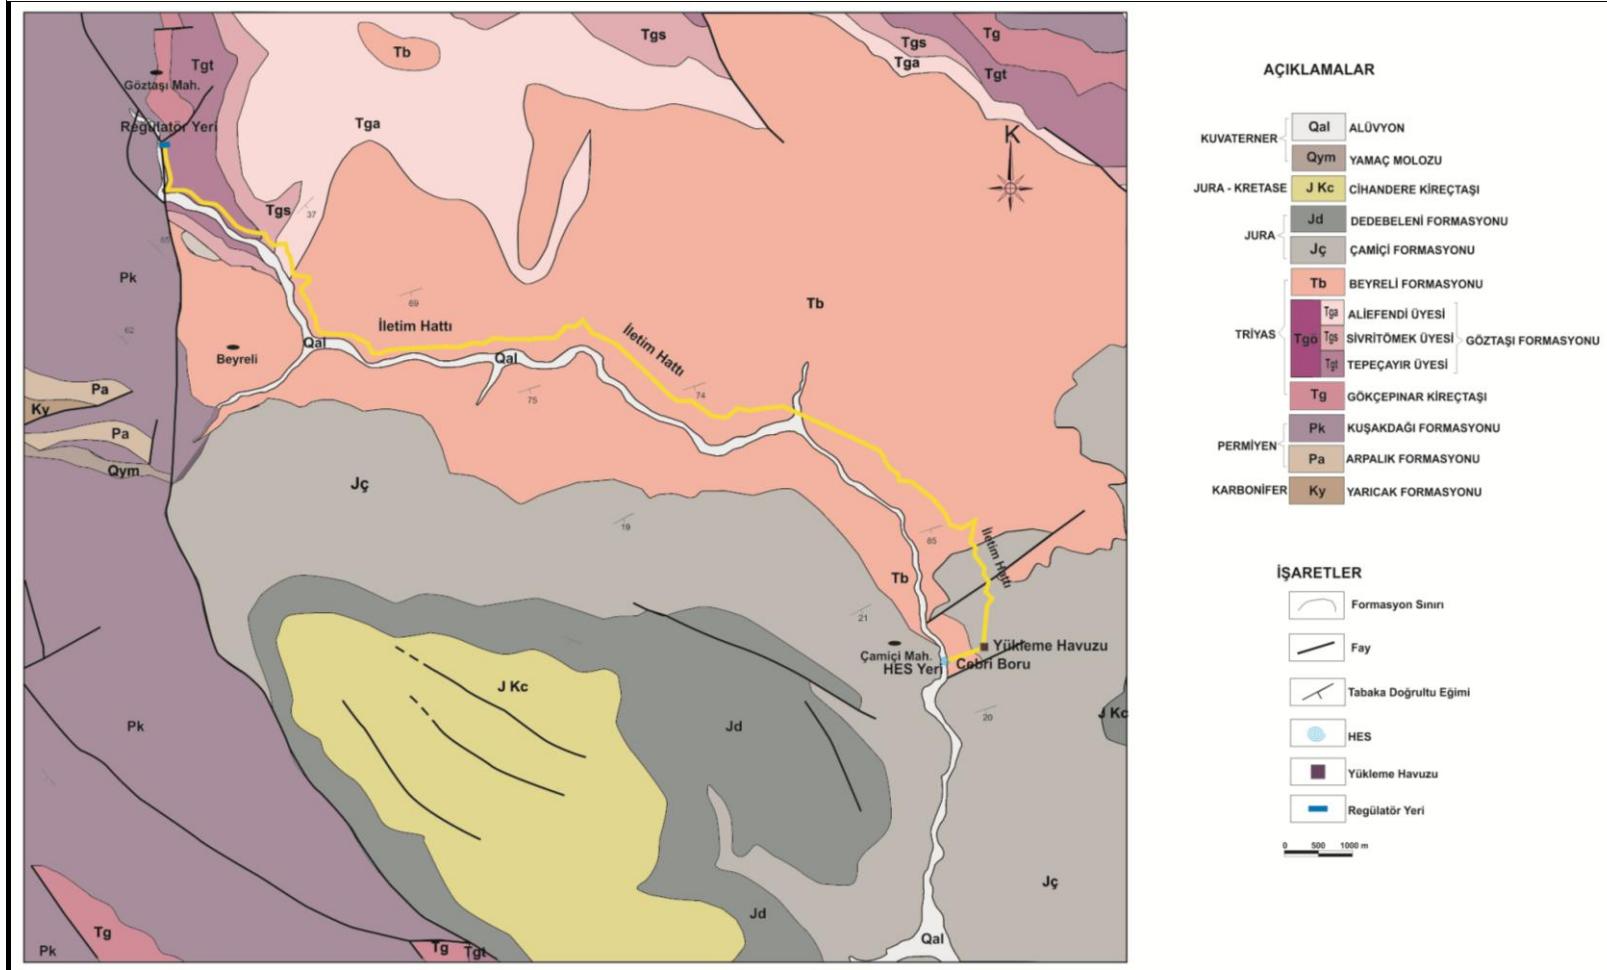 Tgs
Tg
Tgs
Tb
Tga
Tgt
Tgt
Göztaşı Mah.
Regülatör Yeri
Tga
K
Tgs
37
65
Pk
69
Tb
62
İletim Hattı
İletim Hattı
Qal
Beyreli
Qal
Pa
75
74
Ky
Pa
Qym
Jç
19
65
İletim Hattı
Tb
21
Çamiçi Mah.
Yükleme Havuzu
HES Yeri
Cebri Boru
J Kc
20
J Kc
Pk
Jd
Jç
Jd
Tg
Qal
Pk
Tg
Tgt
AÇIKLAMALAR
KUVATERNER
Qal ALÜVYON
Qym YAMAÇ MOLOZU
JURA - KRETASE J Kc CİHANDERE KİREÇTAŞI
JURA
Jd DEDEBELENİ FORMASYONU
Jç ÇAMİÇİ FORMASYONU
TRİYAS
Tb BEYRELİ FORMASYONU
Tgö
Tga ALİEFENDİ ÜYESİ
Tgs SİVRİTÖMEK ÜYESİ
GÖZTAŞI FORMASYONU
Tgt TEPEÇAYIR ÜYESİ
Tg GÖKÇEPINAR KİREÇTAŞI
PERMİYEN
Pk KUŞAKDAĞI FORMASYONU
Pa ARPALIK FORMASYONU
KARBONİFER Ky YARICAK FORMASYONU
İŞARETLER
Formasyon Sınırı
Fay
Tabaka Doğrultu Eğimi
HES
Yükleme Havuzu
Regülatör Yeri
0 500 1000 m